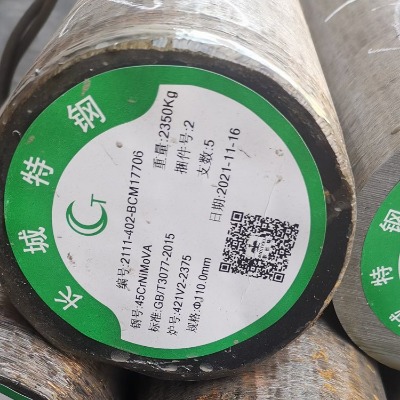 长城特钢
编号:2111-402-BCM17706
钢号:45CrNiMoVA
标准:GB/T3077-2015
炉号:421V2-2375
规格:Φ110.0mm
重量:2350Kg
捆件号:2
支数:5
日期:2021-11-16
特钢